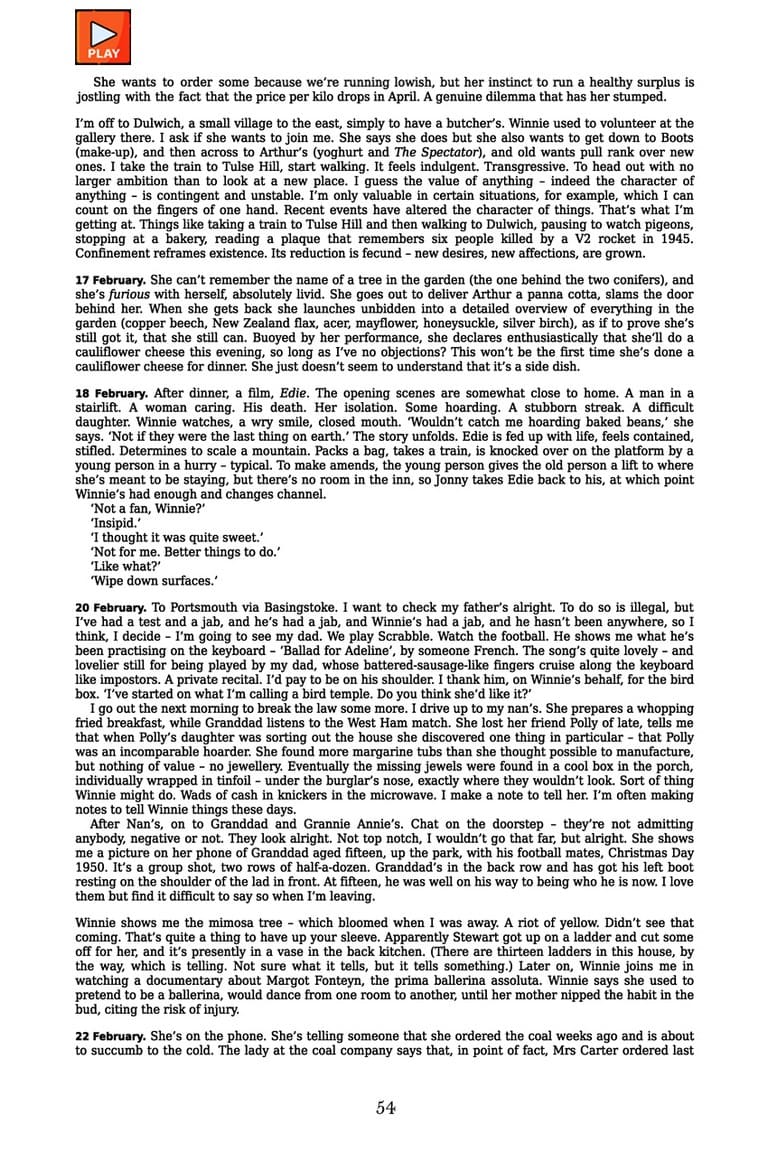 PLAY
She wants to order some because we're running lowish, but her instinct to run a healthy surplus is
jostling with the fact that the price per kilo drops in April. A genuine dilemma that has her stumped.
I'm off to Dulwich, a small village to the east, simply to have a butcher's. Winnie used to volunteer at the
gallery there. I ask if she wants to join me. She says she does but she also wants to get down to Boots
(make-up), and then across to Arthur's (yoghurt and The Spectator), and old wants pull rank over new
ones. I take the train to Tulse Hill, start walking. It feels indulgent. Transgressive. To head out with no
larger ambition than to look at a new place. I guess the value of anything – indeed the character of
anything – is contingent and unstable. I'm only valuable in certain situations, for example, which I can
count on the fingers of one hand. Recent events have altered the character of things. That's what I'm
getting at. Things like taking a train to Tulse Hill and then walking to Dulwich, pausing to watch pigeons,
stopping at a bakery, reading a plaque that remembers six people killed by a V2 rocket in 1945.
Confinement reframes existence. Its reduction is fecund – new desires, new affections, are grown.
17 February. She can't remember the name of a tree in the garden (the one behind the two conifers), and
she's furious with herself, absolutely livid. She goes out to deliver Arthur a panna cotta, slams the door
behind her. When she gets back she launches unbidden into a detailed overview of everything in the
garden (copper beech, New Zealand flax, acer, mayflower, honeysuckle, silver birch), as if to prove she's
still got it, that she still can. Buoyed by her performance, she declares enthusiastically that she'll do a
cauliflower cheese this evening, so long as I've no objections? This won't be the first time she's done a
cauliflower cheese for dinner. She just doesn't seem to understand that it's a side dish.
18 February. After dinner, a film, Edie. The opening scenes are somewhat close to home. A man in a
stairlift. A woman caring. His death. Her isolation. Some hoarding. A stubborn streak. A difficult
daughter. Winnie watches, a wry smile, closed mouth. 'Wouldn't catch me hoarding baked beans,' she
says. 'Not if they were the last thing on earth.' The story unfolds. Edie is fed up with life, feels contained,
stifled. Determines to scale a mountain. Packs a bag, takes a train, is knocked over on the platform by a
young person in a hurry – typical. To make amends, the young person gives the old person a lift to where
she's meant to be staying, but there's no room in the inn, so Jonny takes Edie back to his, at which point
Winnie's had enough and changes channel.
'Not a fan, Winnie?'
'Insipid.'
'I thought it was quite sweet.'
'Not for me. Better things to do.'
'Like what?'
'Wipe down surfaces.'
20 February. To Portsmouth via Basingstoke. I want to check my father's alright. To do so is illegal, but
I've had a test and a jab, and he's had a jab, and Winnie's had a jab, and he hasn't been anywhere, so I
think, I decide – I'm going to see my dad. We play Scrabble. Watch the football. He shows me what he's
been practising on the keyboard – 'Ballad for Adeline', by someone French. The song's quite lovely – and
lovelier still for being played by my dad, whose battered-sausage-like fingers cruise along the keyboard
like impostors. A private recital. I'd pay to be on his shoulder. I thank him, on Winnie's behalf, for the bird
box. 'I've started on what I'm calling a bird temple. Do you think she'd like it?'
I go out the next morning to break the law some more. I drive up to my nan's. She prepares a whopping
fried breakfast, while Granddad listens to the West Ham match. She lost her friend Polly of late, tells me
that when Polly's daughter was sorting out the house she discovered one thing in particular – that Polly
was an incomparable hoarder. She found more margarine tubs than she thought possible to manufacture,
but nothing of value – no jewellery. Eventually the missing jewels were found in a cool box in the porch,
individually wrapped in tinfoil – under the burglar's nose, exactly where they wouldn't look. Sort of thing
Winnie might do. Wads of cash in knickers in the microwave. I make a note to tell her. I'm often making
notes to tell Winnie things these days.
After Nan's, on to Granddad and Grannie Annie's. Chat on the doorstep – they're not admitting
anybody, negative or not. They look alright. Not top notch, I wouldn't go that far, but alright. She shows
me a picture on her phone of Granddad aged fifteen, up the park, with his football mates, Christmas Day
1950. It's a group shot, two rows of half-a-dozen. Granddad's in the back row and has got his left boot
resting on the shoulder of the lad in front. At fifteen, he was well on his way to being who he is now. I love
them but find it difficult to say so when I'm leaving.
Winnie shows me the mimosa tree – which bloomed when I was away. A riot of yellow. Didn't see that
coming. That's quite a thing to have up your sleeve. Apparently Stewart got up on a ladder and cut some
off for her, and it's presently in a vase in the back kitchen. (There are thirteen ladders in this house, by
the way, which is telling. Not sure what it tells, but it tells something.) Later on, Winnie joins me in
watching a documentary about Margot Fonteyn, the prima ballerina assoluta. Winnie says she used to
pretend to be a ballerina, would dance from one room to another, until her mother nipped the habit in the
bud, citing the risk of injury.
22 February. She's on the phone. She's telling someone that she ordered the coal weeks ago and is about
to succumb to the cold. The lady at the coal company says that, in point of fact, Mrs Carter ordered last
54